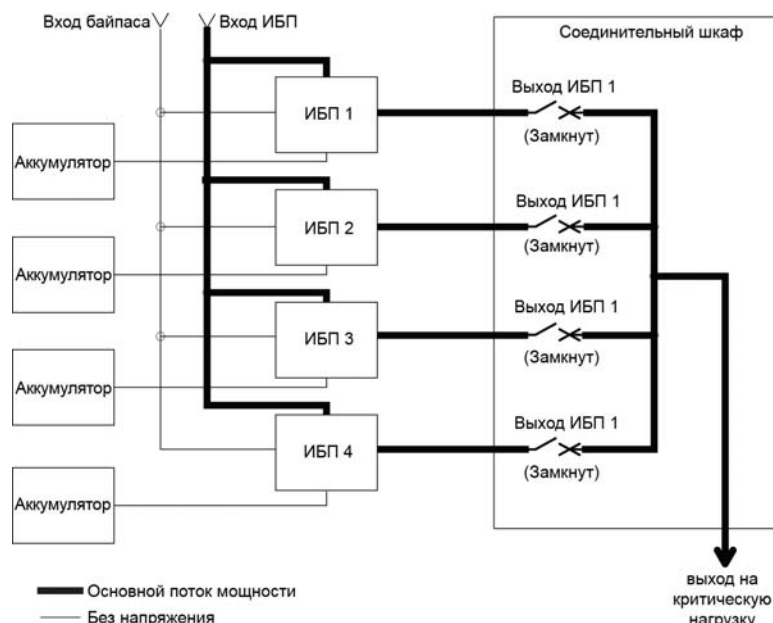 Вход байпаса
Вход ИБП
Соединительный шкаф
Выход ИБП 1
ИБП 1
(Замкнут)
Аккумулятор
Выход ИБП 1
ИБП 2
(Замкнут)
Аккумулятор
Выход ИБП 1
ИБП 3
(Замкнут)
Аккумулятор
Выход ИБП 1
ИБП 4
(Замкнут)
Аккумулятор
Основной поток мощности
Без напряжения
выход на
критическую
нагрузку